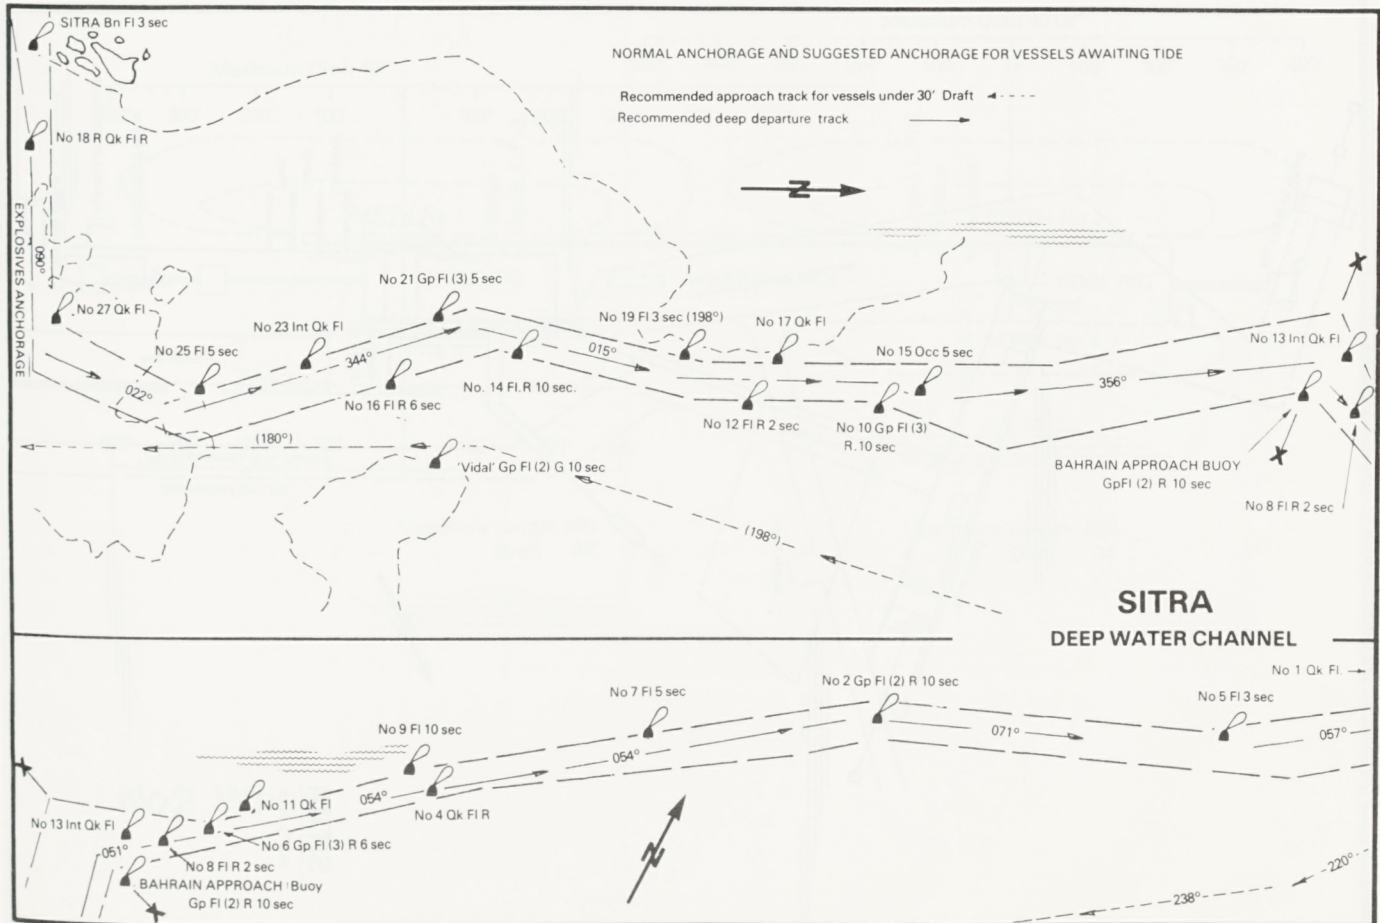 SITRA Bn Fl 3 sec
NORMAL ANCHORAGE AND SUGGESTED ANCHORAGE FOR VESSELS AWAITING TIDE
Recommended approach track for vessels under 30' Draft
Recommended deep departure track
No 18 R Qk Fl R
N
EXPLOSIVES ANCHORAGE
090°
No 27 Qk Fl
No 21 Gp Fl (3) 5 sec
No 23 Int Qk Fl
No 25 Fl 5 sec
344°
022°
No 16 Fl R 6 sec
No. 14 Fl. R 10 sec.
No 19 Fl 3 sec (198°)
015°
No 17 Qk Fl
No 15 Occ 5 sec
No 13 Int Qk Fl
356°
No 12 Fl R 2 sec
No 10 Gp Fl (3)
R. 10 sec
(180°)
'Vidal' Gp Fl (2) G 10 sec
BAHRAIN APPROACH BUOY
GpFl (2) R 10 sec
No 8 Fl R 2 sec
(198°)
X
X
SITRA
DEEP WATER CHANNEL
No 1 Qk Fl.
No 7 Fl 5 sec
No 2 Gp Fl (2) R 10 sec
No 5 Fl 3 sec
No 9 Fl 10 sec
071°
057°
054°
054°
No 11 Qk Fl
No 4 Qk Fl R
No 13 Int Qk Fl
No 6 Gp Fl (3) R 6 sec
051°
No 8 Fl R 2 sec
BAHRAIN APPROACH Buoy
Gp Fl (2) R 10 sec
X
X
N
220°
238°